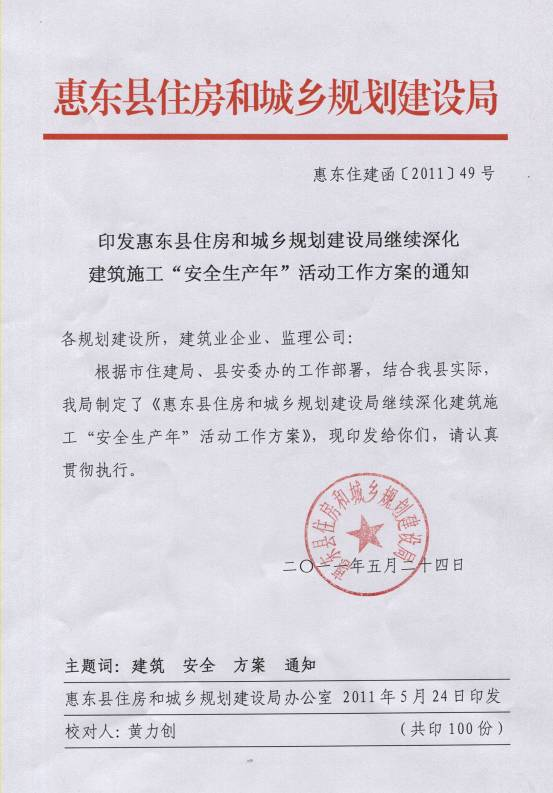 惠东县住房和城乡规划建设局
惠东住建函〔2011〕49号
印发惠东县住房和城乡规划建设局继续深化
建筑施工“安全生产年”活动工作方案的通知
各规划建设所，建筑业企业、监理公司：
根据市住建局、县安委办的工作部署，结合我县实际，
我局制定了《惠东县住房和城乡规划建设局继续深化建筑施
工“安全生产年”活动工作方案》，现印发给你们，请认真
贯彻执行。
惠东县住房和城乡规划建设局
二〇一一年五月二十四日
主题词：建筑 安全 方案 通知
惠东县住房和城乡规划建设局办公室 2011年5月24日印发
校对人：黄力创 （共印100份）